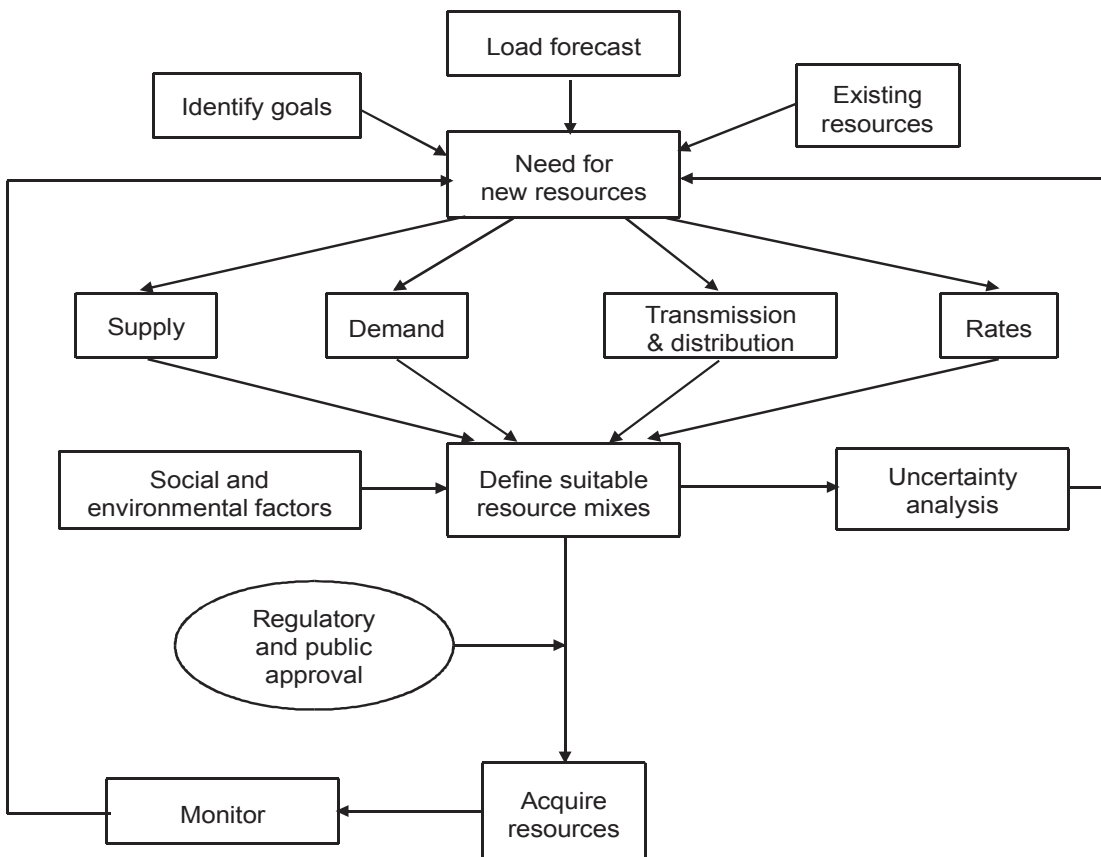 Load forecast
Identify goals
Existing
resources
Need for
new resources
Supply
Demand
Transmission
& distribution
Rates
Social and
environmental factors
Define suitable
resource mixes
Uncertainty
analysis
Regulatory
and public
approval
Monitor
Acquire
resources